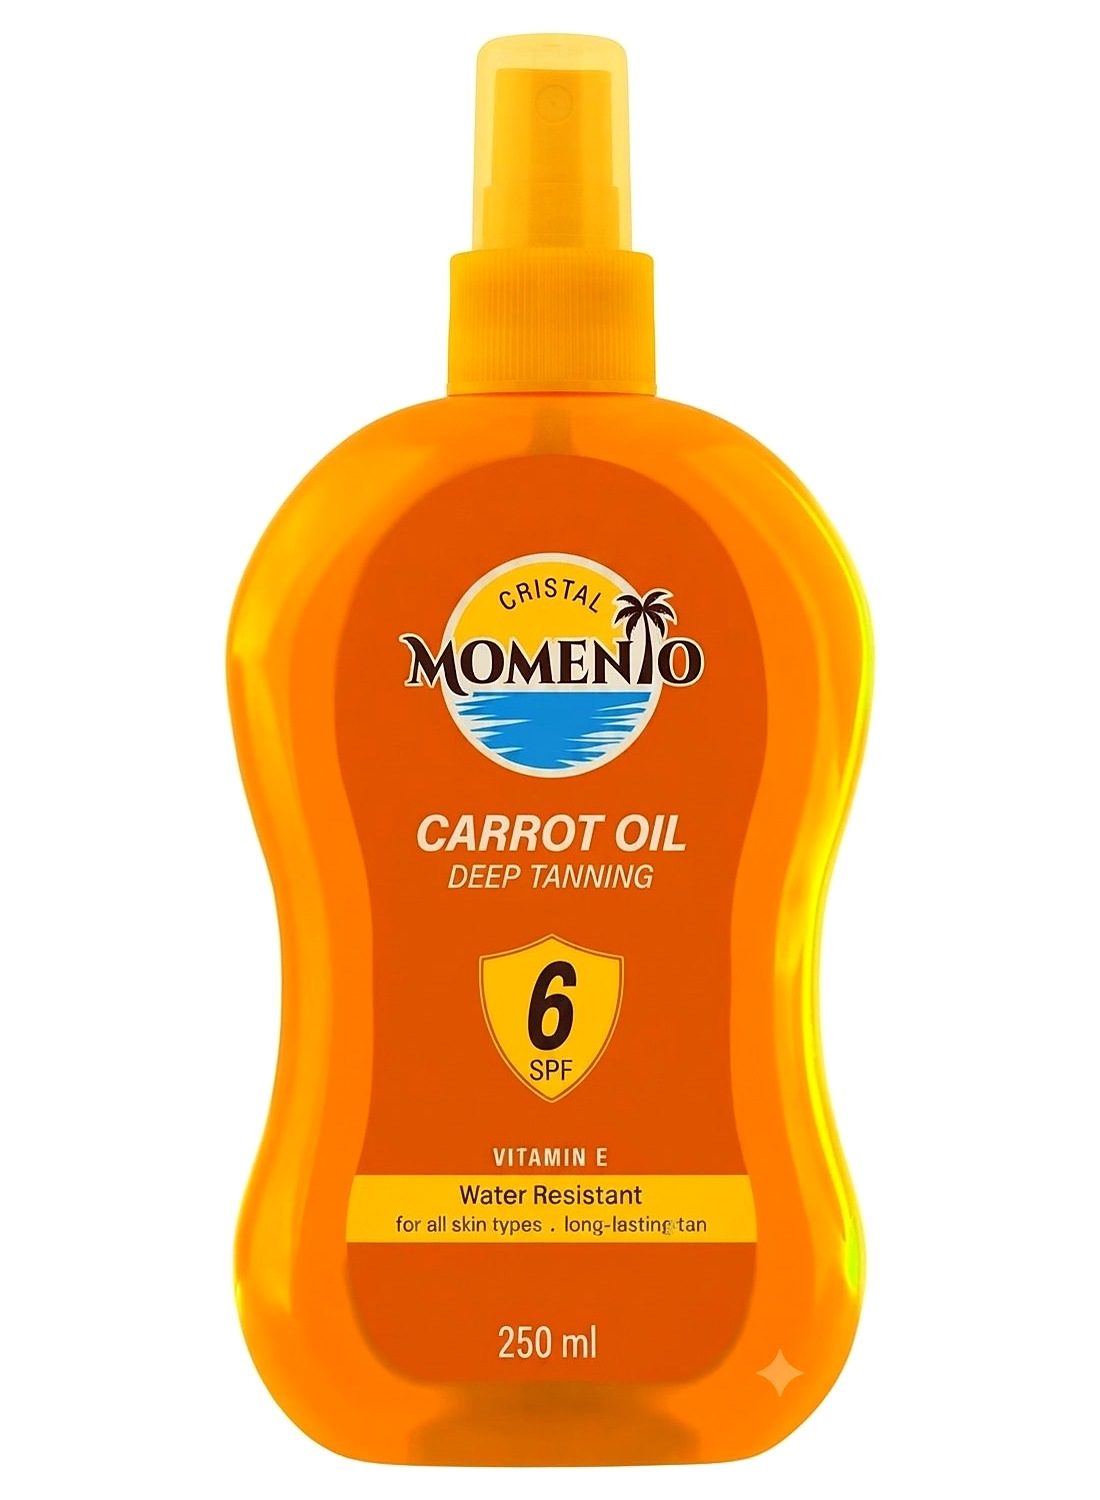 CRISTAL
MOMENTO
CARROT OIL
DEEP TANNING
6
SPF
VITAMIN E
Water Resistant
for all skin types . long-lasting tan
250 ml